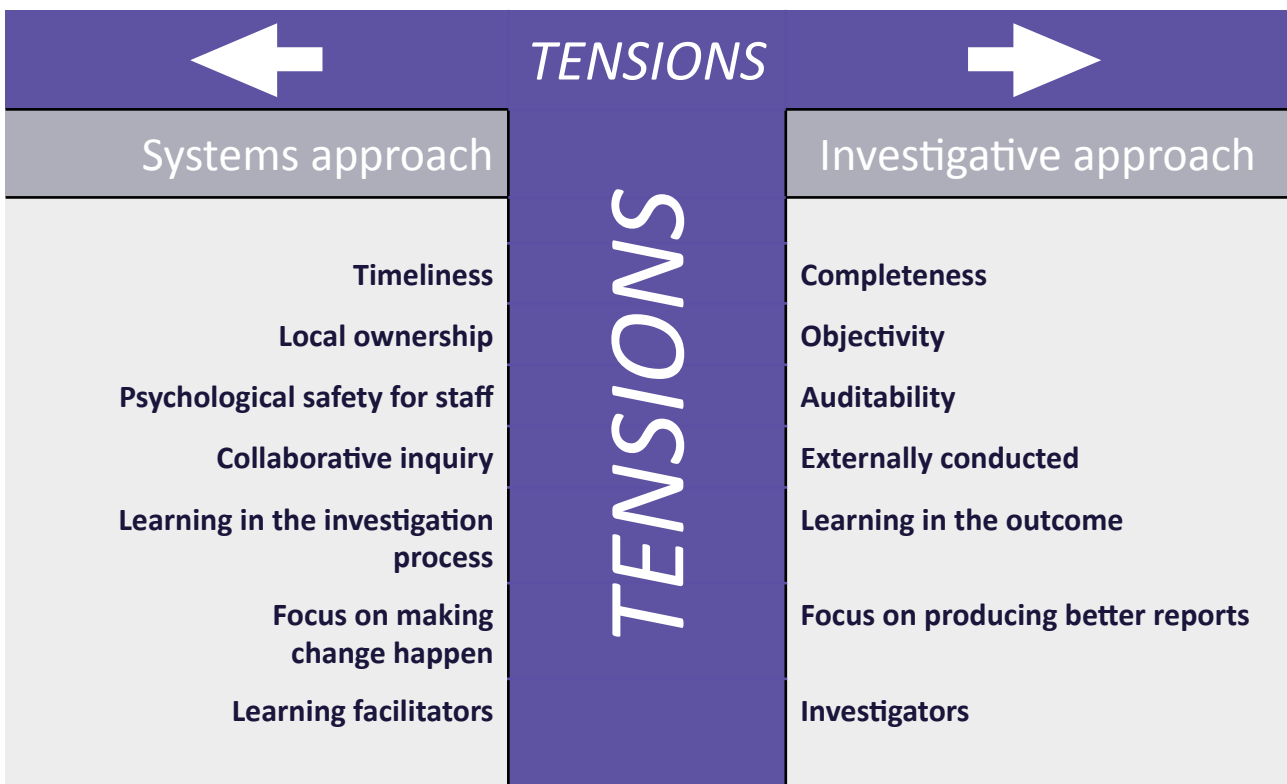 TENSIONS
Systems approach
Investigative approach
TENSIONS
Timeliness
Completeness
Local ownership
Objectivity
Psychological safety for staff
Auditability
Collaborative inquiry
Externally conducted
Learning in the investigation
process
Learning in the outcome
Focus on making
change happen
Focus on producing better reports
Learning facilitators
Investigators